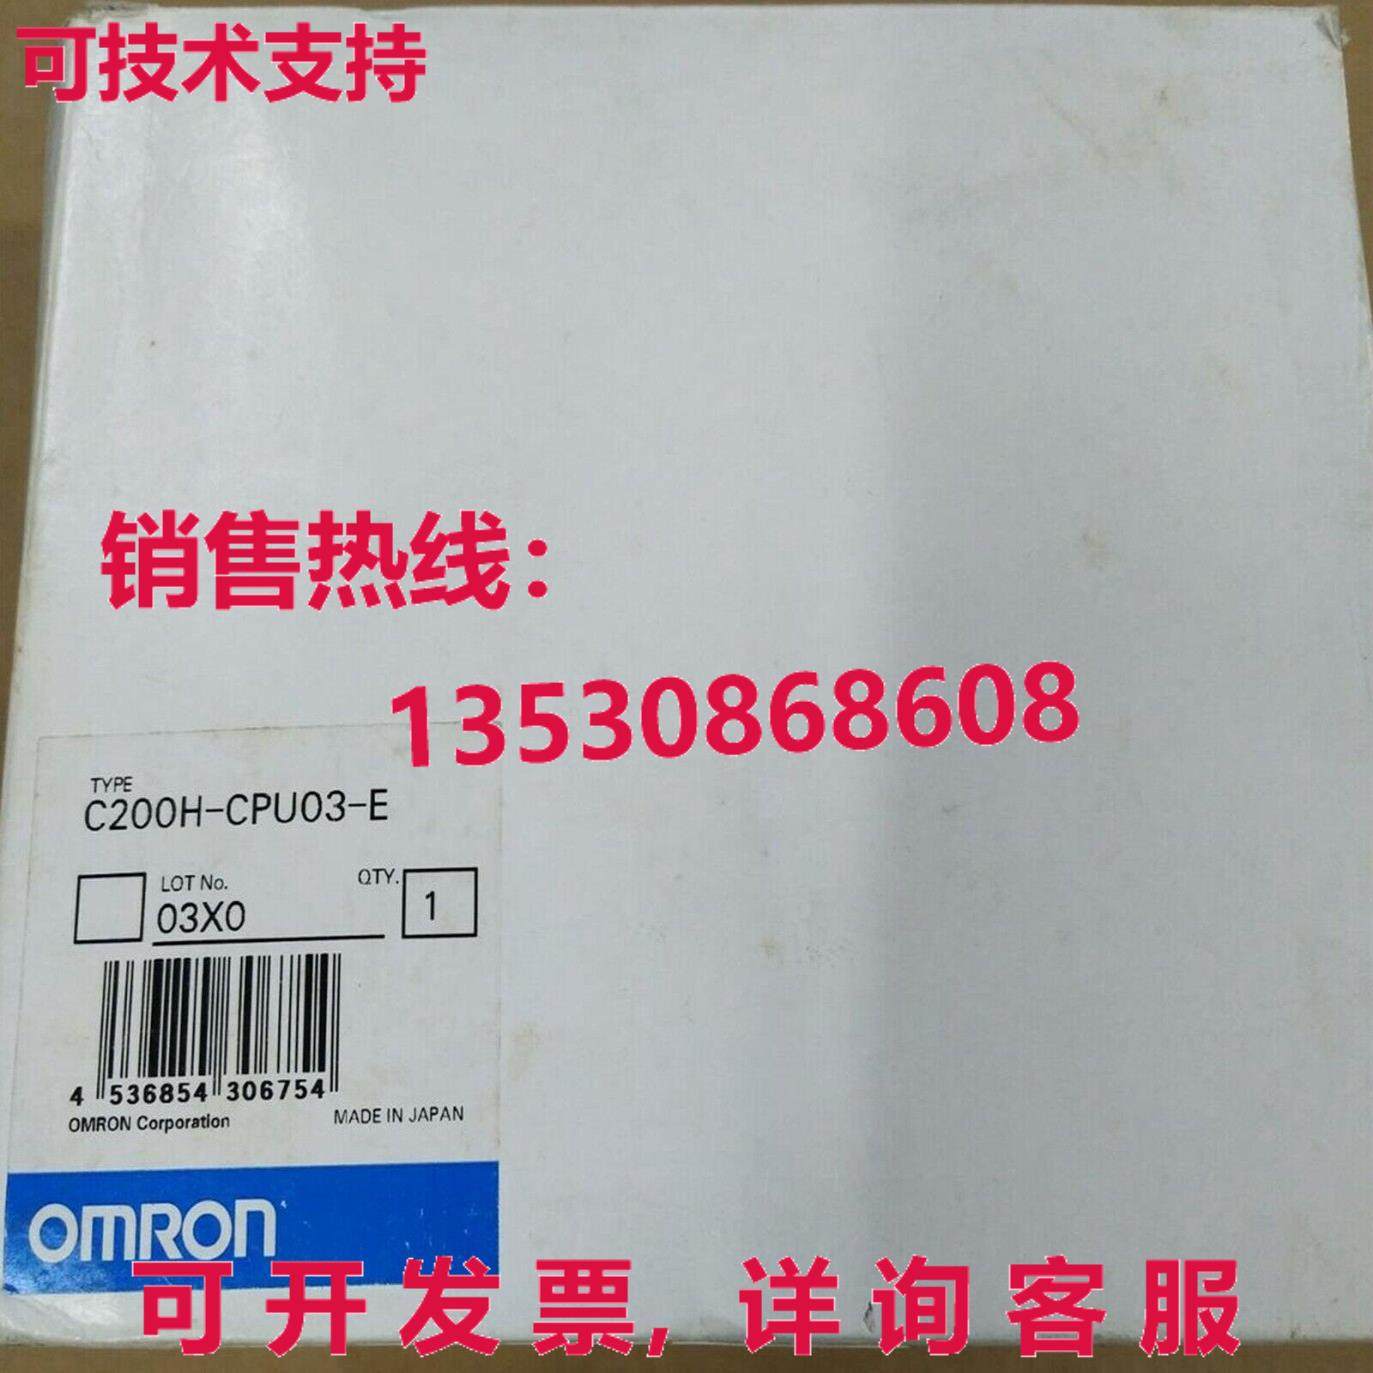 可技术支持
销售热线：
13530868608
TYPE
C200H-CPU03-E
LOT No.
QTY.
03X0
1
4 536854 306754
OMRON Corporation
MADE IN JAPAN
OMRON
可开发票，详询客服